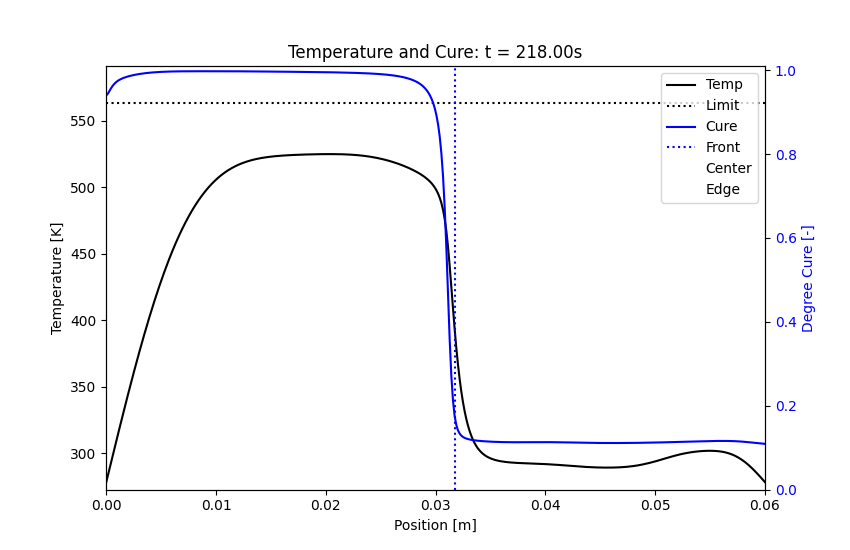 Temperature and Cure: t = 218.00s
Temp
Limit
Cure
Front
Center
Edge
550
500
450
400
350
300
Temperature [K]
1.0
0.8
0.6
0.4
0.2
0.0
Degree Cure [-]
0.00 0.01 0.02 0.03 0.04 0.05 0.06
Position [m]